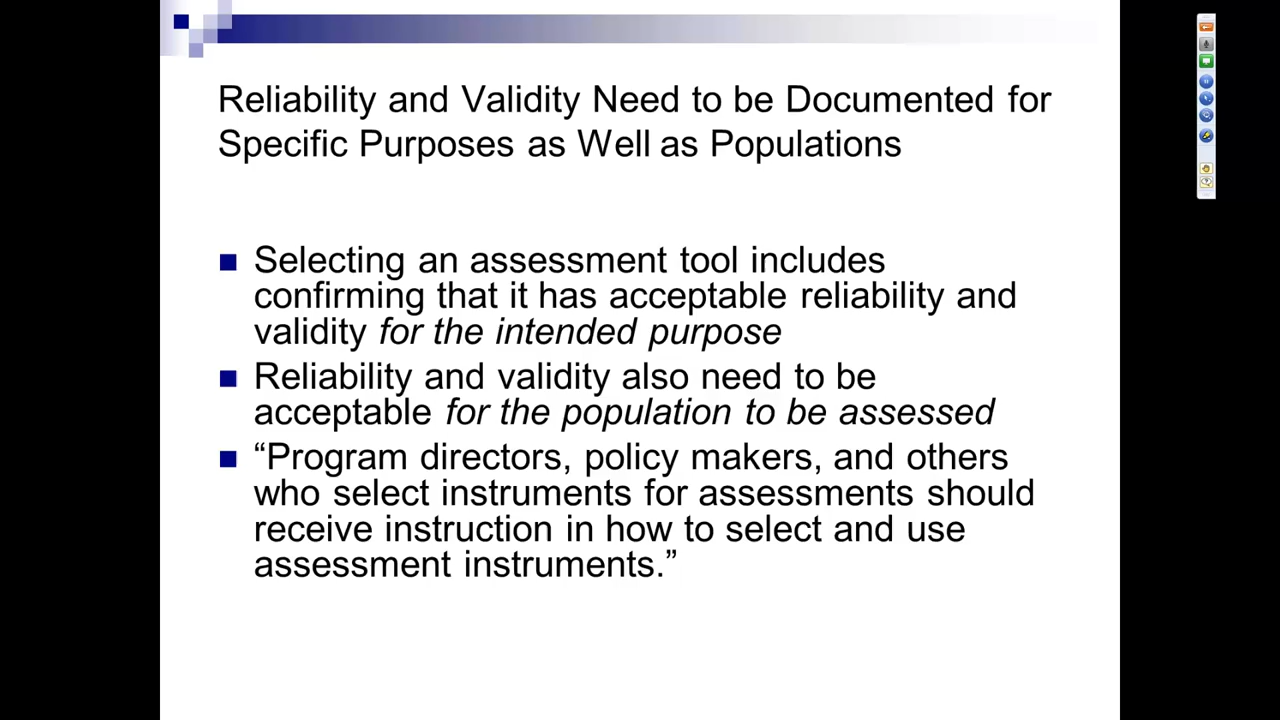 Reliability and Validity Need to be Documented for
Specific Purposes as Well as Populations
Selecting an assessment tool includes
confirming that it has acceptable reliability and
validity for the intended purpose
Reliability and validity also need to be
acceptable for the population to be assessed
“Program directors, policy makers, and others
who select instruments for assessments should
receive instruction in how to select and use
assessment instruments.”